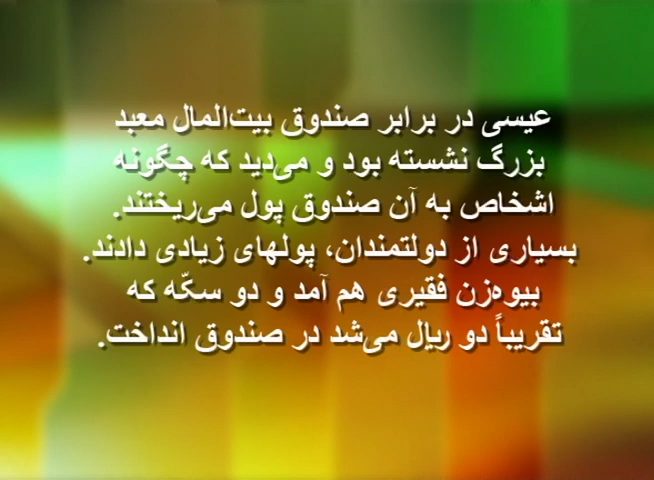 عیسی در برابر صندوق بیت‌المال معبد
بزرگ نشسته بود و می‌دید که چگونه
اشخاص به آن صندوق پول می‌ریختند.
بسیاری از دولتمندان، پولهای زیادی دادند.
بیوه‌زن فقیری هم آمد و دو سکّه که
تقریباً دو ریال می‌شد در صندوق انداخت.